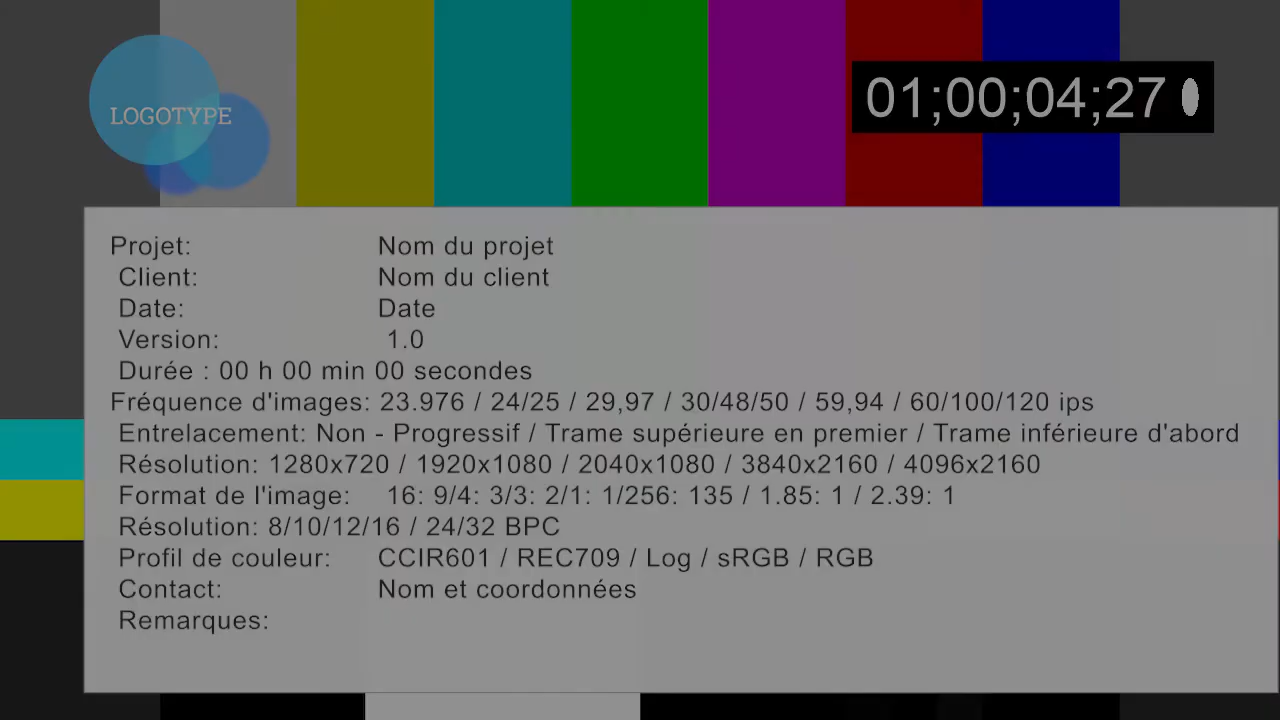 LOGOTYPE
01;00;04;27
Projet: Nom du projet
Client: Nom du client
Date: Date
Version: 1.0
Durée : 00 h 00 min 00 secondes
Fréquence d'images: 23.976 / 24/25 / 29,97 / 30/48/50 / 59,94 / 60/100/120 ips
Entrelacement: Non - Progressif / Trame supérieure en premier / Trame inférieure d'abord
Résolution: 1280x720 / 1920x1080 / 2040x1080 / 3840x2160 / 4096x2160
Format de l'image: 16: 9/4: 3/3: 2/1: 1/256: 135 / 1.85: 1 / 2.39: 1
Résolution: 8/10/12/16 / 24/32 BPC
Profil de couleur: CCIR601 / REC709 / Log / sRGB / RGB
Contact: Nom et coordonnées
Remarques: